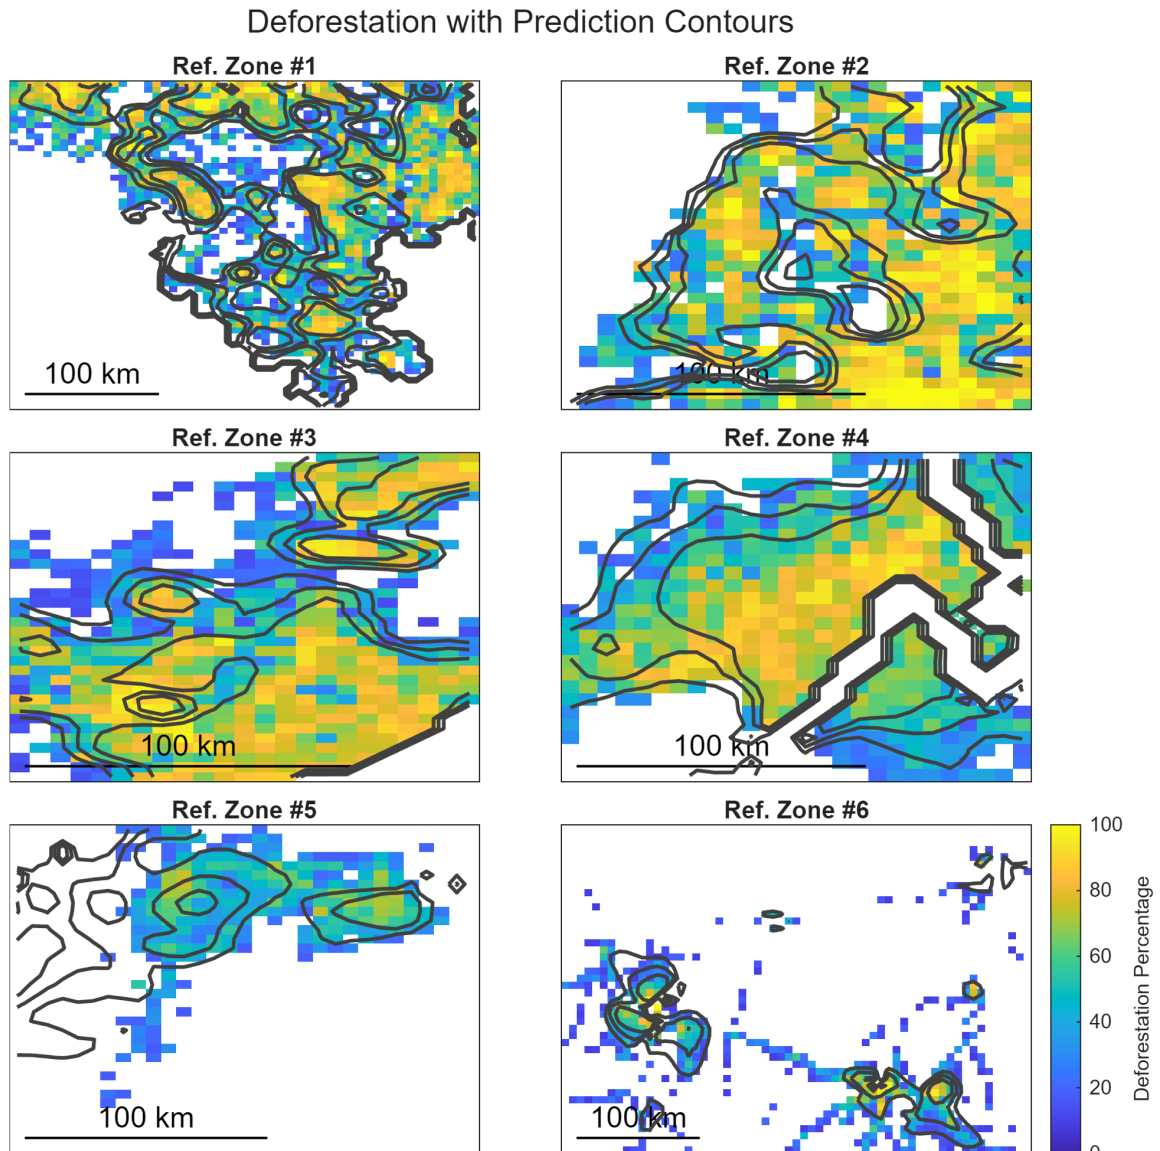 Deforestation with Prediction Contours
Ref. Zone #1
Ref. Zone #2
100 km
100 km
Ref. Zone #3
Ref. Zone #4
100 km
100 km
Ref. Zone #5
Ref. Zone #6
100 km
100 km
100
80
60
40
20
0
Deforestation Percentage